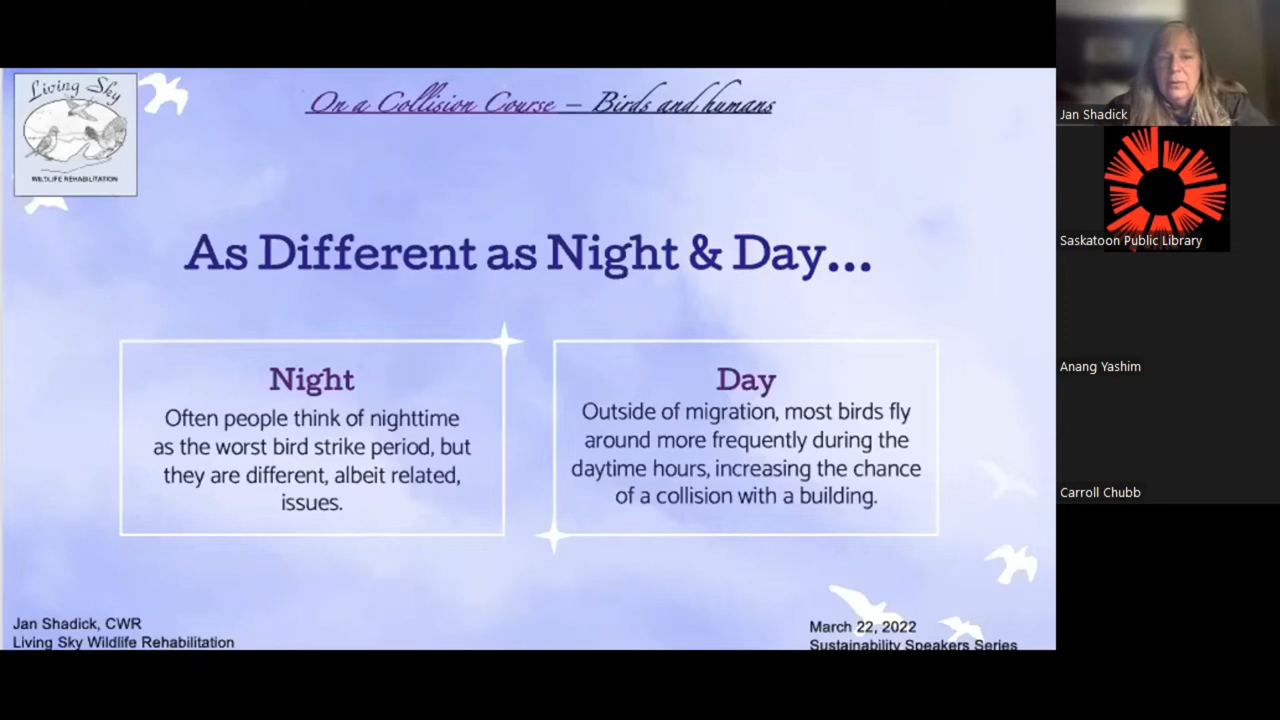 Living Sky
WILDLIFE REHABILITATION
On a Collision Course – Birds and humans
As Different as Night & Day...
Night
Often people think of nighttime
as the worst bird strike period, but
they are different, albeit related,
issues.
Day
Outside of migration, most birds fly
around more frequently during the
daytime hours, increasing the chance
of a collision with a building.
Jan Shadick, CWR
Living Sky Wildlife Rehabilitation
March 22, 2022
Sustainability Speakers Series
Jan Shadick
Saskatoon Public Library
Anang Yashim
Carroll Chubb